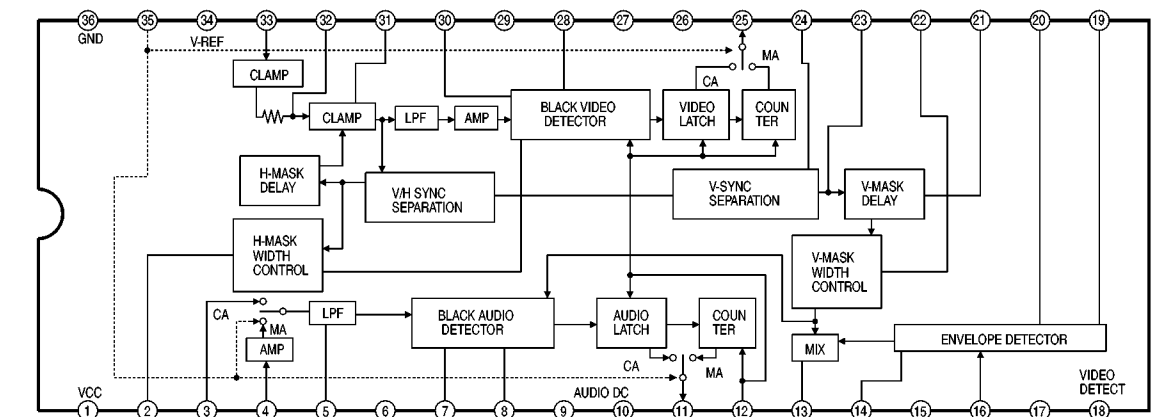 36 35 34 33 32 31 30 29 28 27 26 25 24 23 22 21 20 19
GND
V-REF
MA
CLAMP
CA
CLAMP
LPF
AMP
BLACK VIDEO
DETECTOR
VIDEO
LATCH
COUN
TER
H-MASK
DELAY
V/H SYNC
SEPARATION
V-SYNC
SEPARATION
V-MASK
DELAY
H-MASK
WIDTH
CONTROL
V-MASK
WIDTH
CONTROL
CA
MA
LPF
AMP
BLACK AUDIO
DETECTOR
AUDIO
LATCH
COUN
TER
CA
MA
MIX
ENVELOPE DETECTOR
VCC
AUDIO DC
VIDEO
DETECT
1 2 3 4 5 6 7 8 9 10 11 12 13 14 15 16 17 18